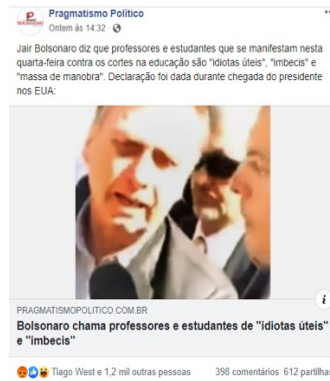 Pragmatismo Político
Ontem às 14:32 ·
Jair Bolsonaro diz que professores e estudantes que se manifestam nesta
quarta-feira contra os cortes na educação são "idiotas úteis", "imbecis" e
"massa de manobra". Declaração foi dada durante chegada do presidente
nos EUA:
PRAGMATISMOPOLITICO.COM.BR
Bolsonaro chama professores e estudantes de "idiotas úteis"
e "imbecis"
Tiago West e 1,2 mil outras pessoas 398 comentários 612 partilha